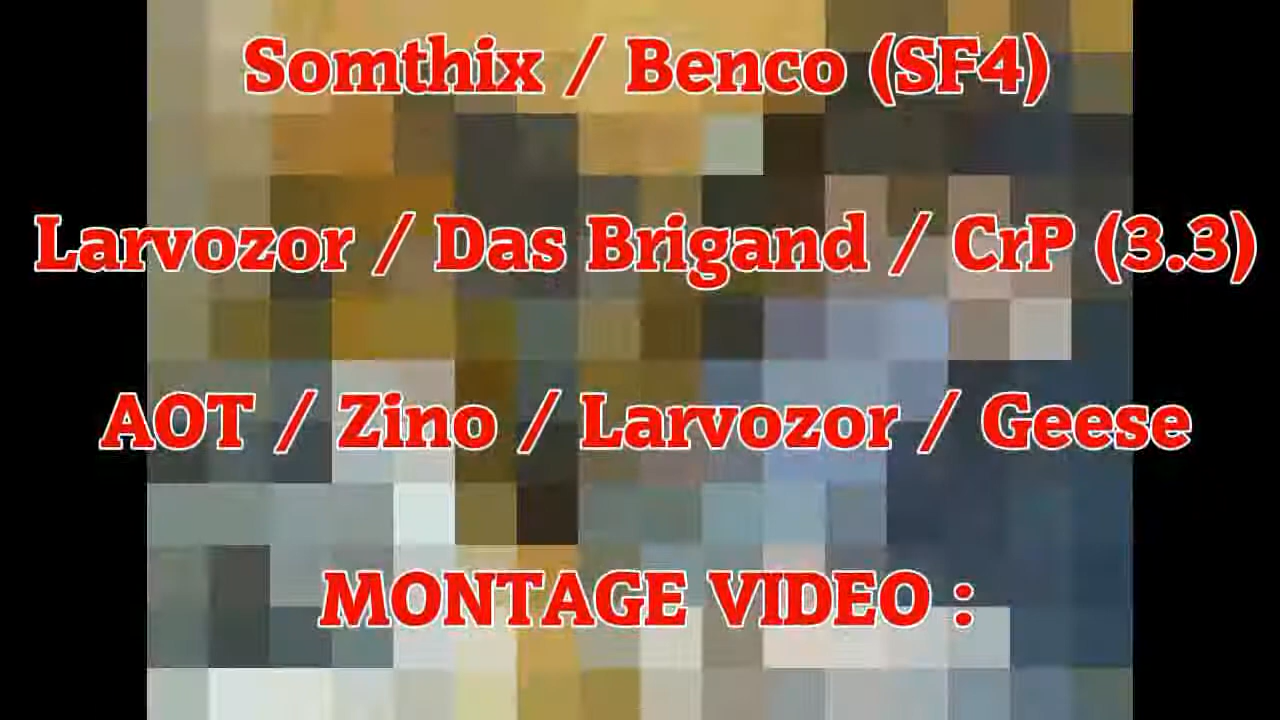 Somthix / Benco (SF4)
Larvozor / Das Brigand / CrP (3.3)
AOT / Zino / Larvozor / Geese
MONTAGE VIDEO :